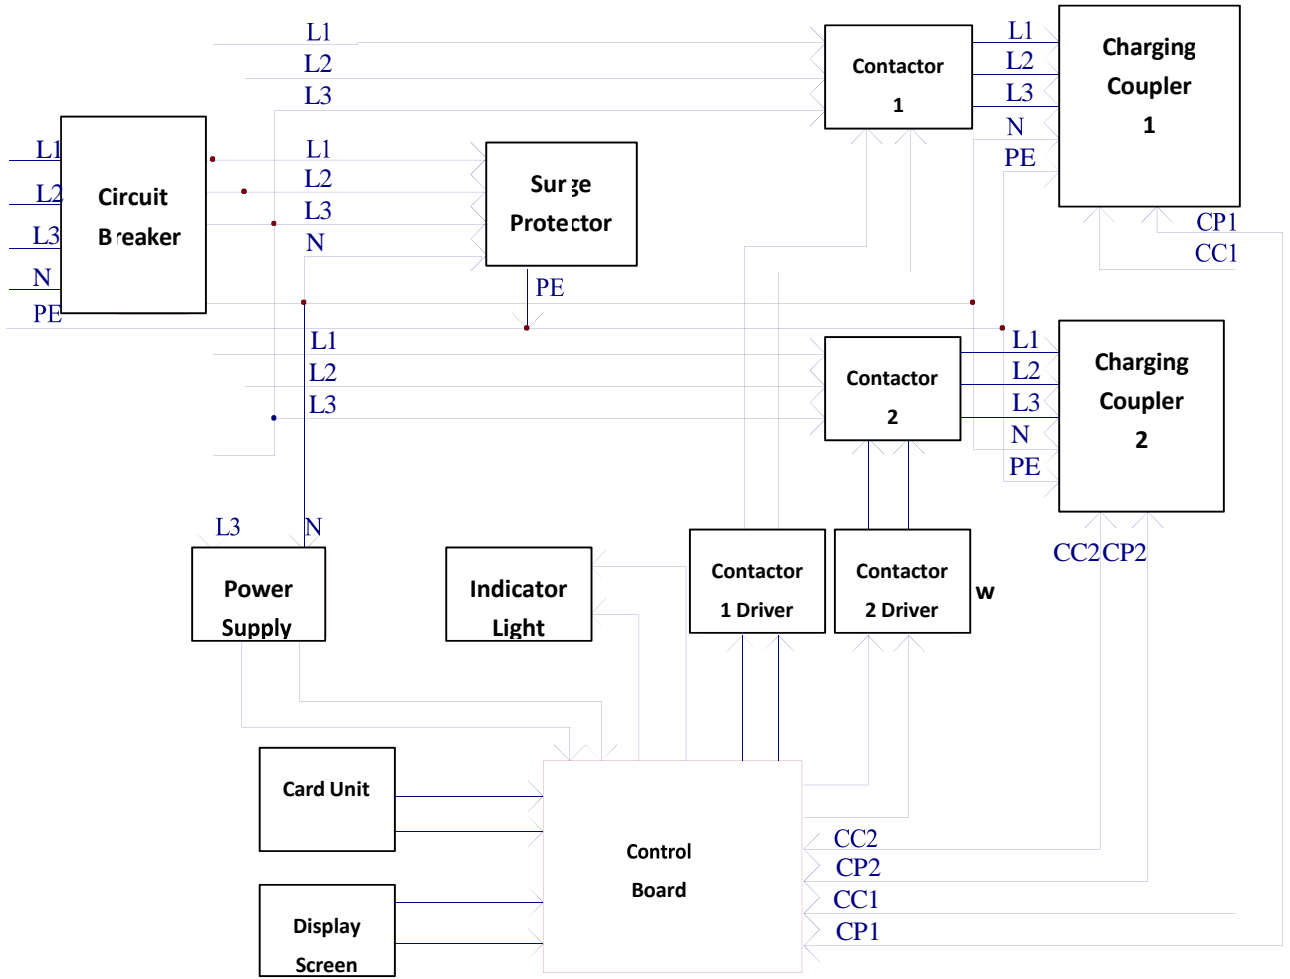 L1
L2
L3
Contactor
1
L1
L2
L3
N
PE
Charging
Coupler
1
CP1
CC1
L1
L2
L3
N
PE
Circuit
Breaker
L1
L2
L3
N
Surge
Protector
PE
L1
L2
L3
Contactor
2
L1
L2
L3
N
PE
Charging
Coupler
2
CC2
CP2
L3
N
Power
Supply
Indicator
Light
Contactor
1 Driver
Contactor
2 Driver
w
Card Unit
Display
Screen
Control
Board
CC2
CP2
CC1
CP1